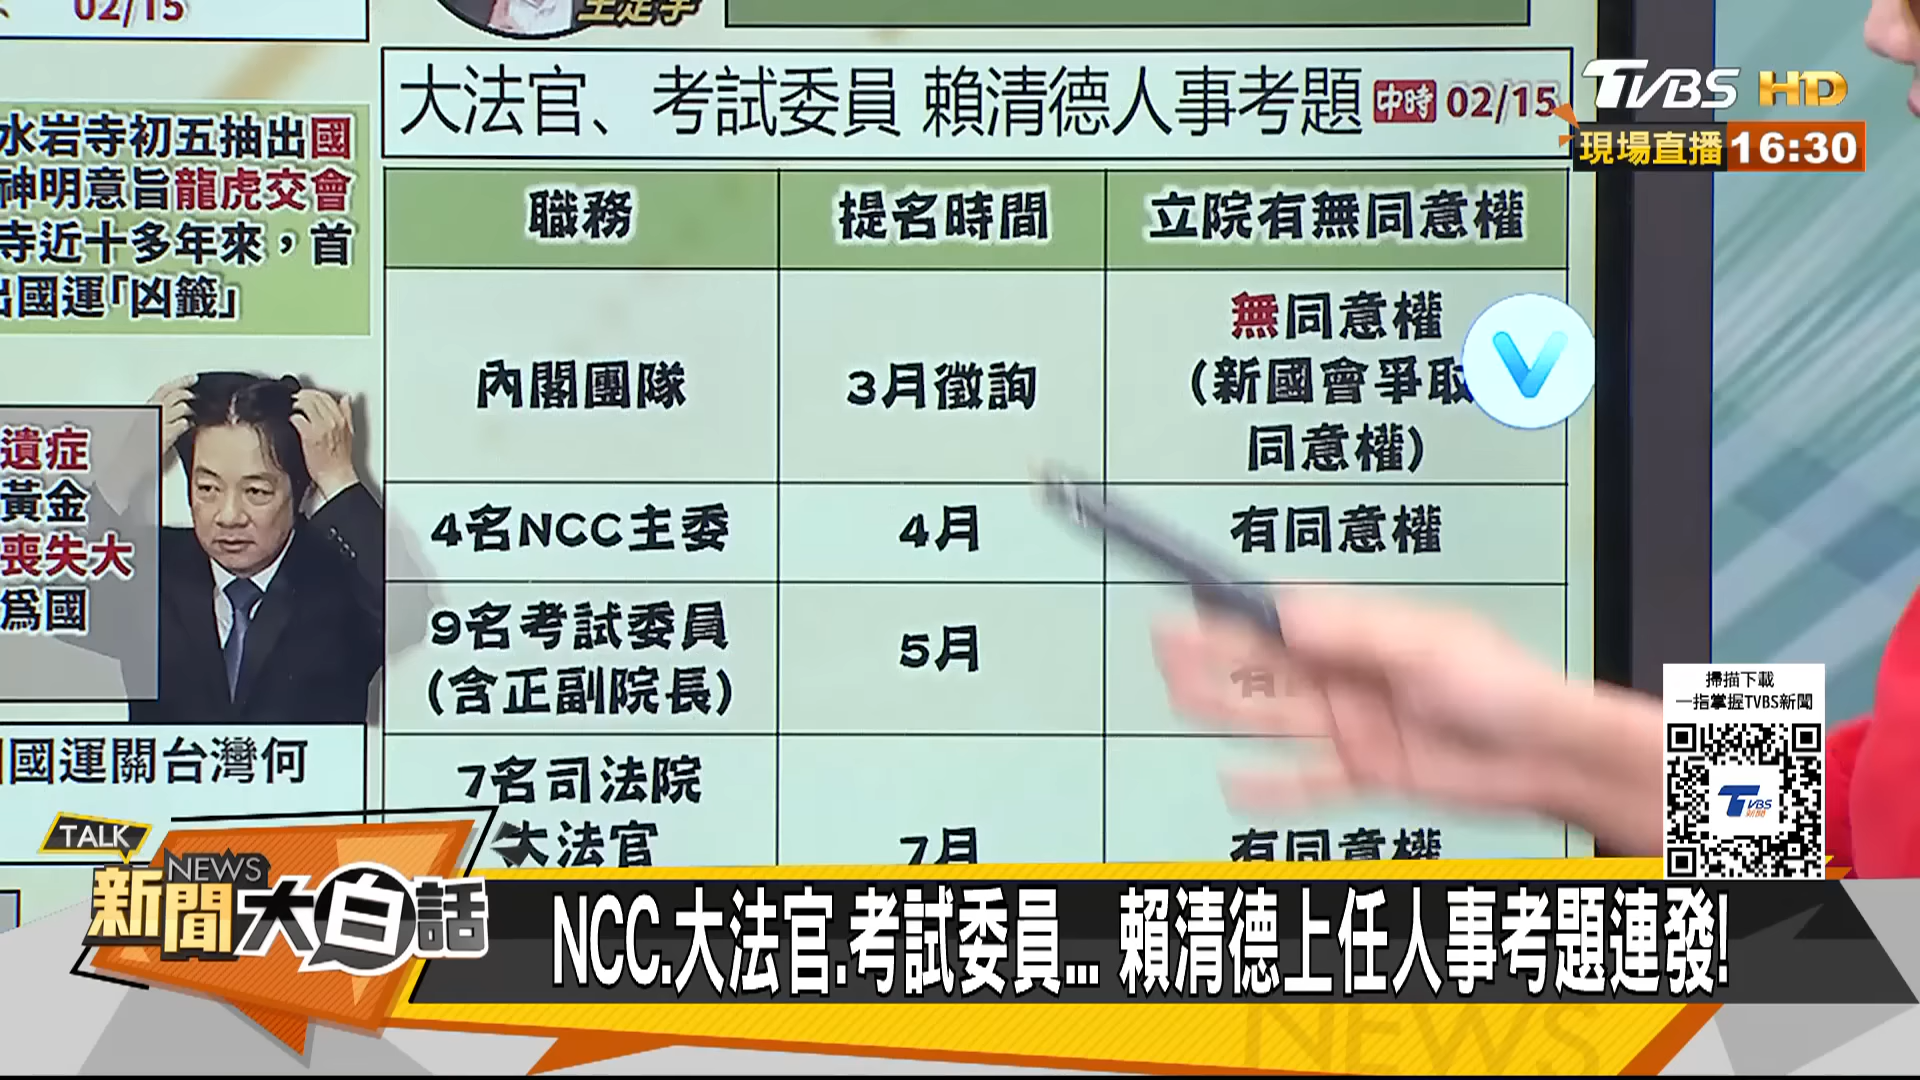 02/15
大法官、考試委員 賴清德人事考題 中時 02/15
TVBS HD
現場直播 16:30
水岩寺初五抽出國
神明意旨龍虎交會
寺近十多年來，首
出國運「凶籤」
職務 提名時間 立院有無同意權
內閣團隊 3月徵詢 無同意權
(新國會爭取
同意權)
4名NCC主委 4月 有同意權
9名考試委員
(含正副院長) 5月 有
7名司法院
大法官 7月 有同意權
遺症
黃金
喪失大
為國
國運關台灣何
掃描下載
一指掌握TVBS新聞
TVBS
新聞
TALK
NEWS
新聞大白話
NCC.大法官.考試委員... 賴清德上任人事考題連發!
NEWS